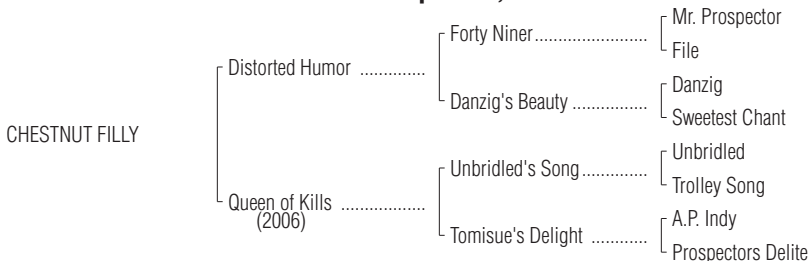 Mr. Prospector
Forty Niner.......................
File
Distorted Humor ..............
Danzig
Danzig's Beauty ................
Sweetest Chant
CHESTNUT FILLY
Unbridled
Unbridled's Song..............
Trolley Song
Queen of Kills ..................
(2006)
A.P. Indy
Tomisue's Delight ............
Prospectors Delite